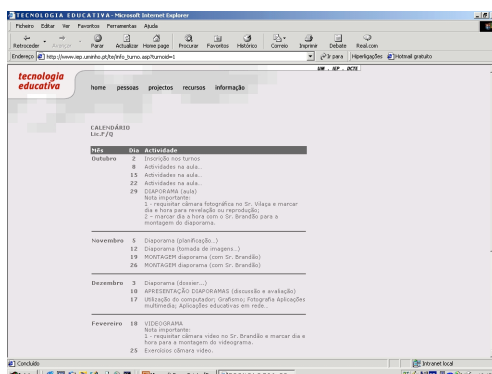 TECNOLOGIA EDUCATIVA - Microsoft Internet Explorer
Ficheiro Editar Ver Favoritos Ferramentas Ajuda
Retroceder Avançar Parar Actualizar Home page Procurar Favoritos Histórico Correio Imprimir Debate Real.com
Endereço http://www.iep.uminho.pt/te/info_turno.asp?turnoid=1 Ir para Hiperligações Hotmail gratuito
UM . IEP . DCTE
tecnologia
educativa
home pessoas projectos recursos informação
CALENDÁRIO
Lic.F/Q
Mês Dia Actividade
Outubro 2 Inscrição nos turnos
8 Actividades na aula...
15 Actividades na aula...
22 Actividades na aula...
29 DIAPORAMA (aula)
Nota importante:
1 - requisitar câmara fotográfica no Sr. Vilaça e marcar
dia e hora para revelação ou reprodução;
2 - marcar dia a hora com o Sr. Brandão para a
montagem do diaporama.
Novembro 5 Diaporama (planificação...)
12 Diaporama (tomada de imagens...)
19 MONTAGEM diaporama (com Sr. Brandão)
26 MONTAGEM diaporama (com Sr. Brandão)
Dezembro 3 Diaporama (dossier...)
10 APRESENTAÇÃO DIAPORAMAS (discussão e avaliação)
17 Utilização do computador; Grafismo; Fotografia Aplicações
multimedia; Aplicações educativas em rede...
Fevereiro 18 VIDEOGRAMA
Nota importante:
1 - requisitar câmara video no Sr. Brandão e marcar dia e
hora para a montagem do videograma.
25 Exercícios câmara video.
Concluído Intranet local